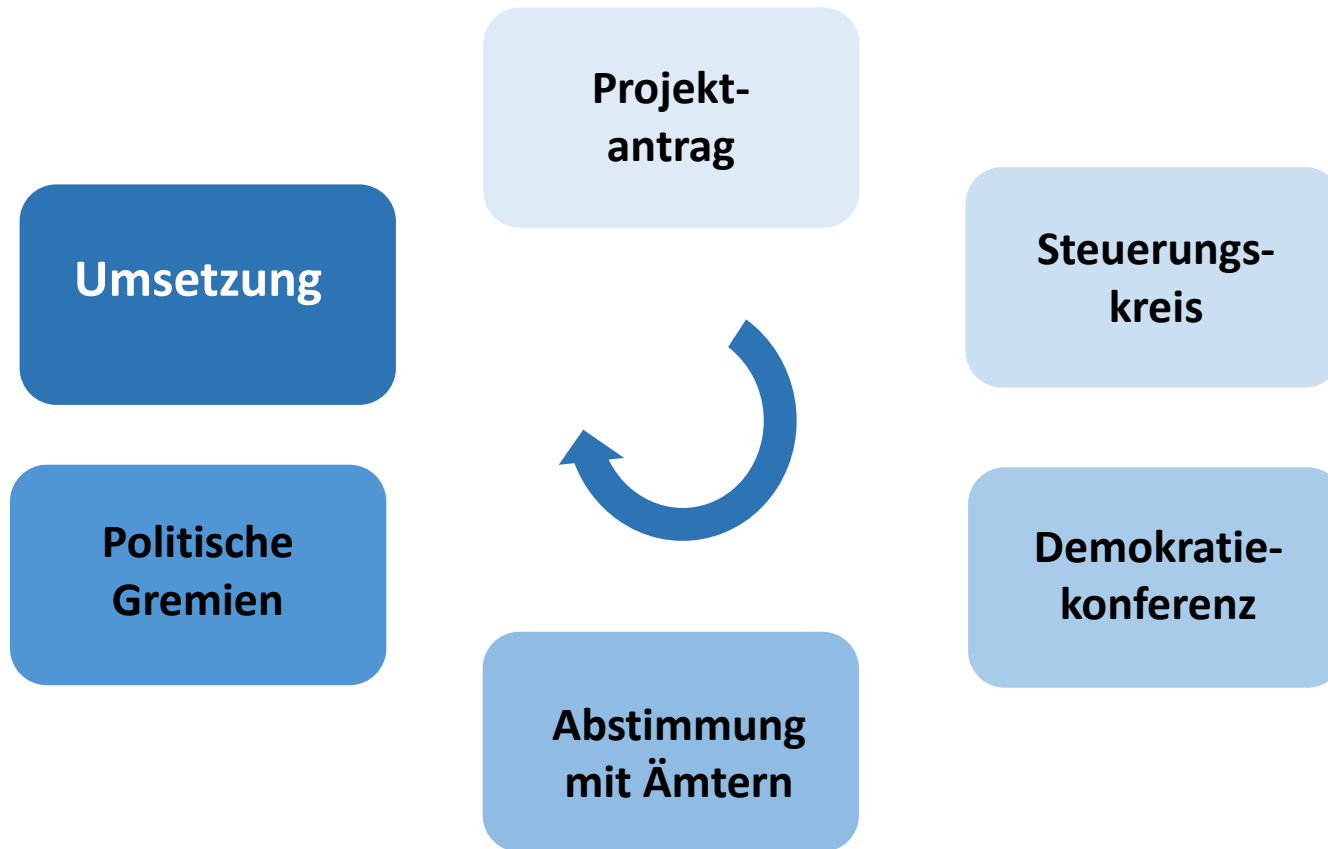 Projekt-
antrag
Steuerungs-
kreis
Demokratie-
konferenz
Abstimmung
mit Ämtern
Politische
Gremien
Umsetzung